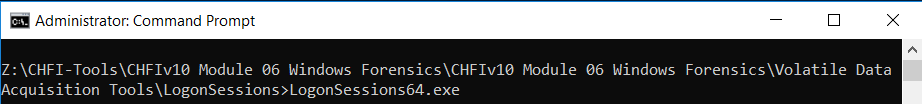 Administrator: Command Prompt
Z:\CHFI-Tools\CHFIv10 Module 06 Windows Forensics\CHFIv10 Module 06 Windows Forensics\Volatile Data
Acquisition Tools\LogonSessions>LogonSessions64.exe